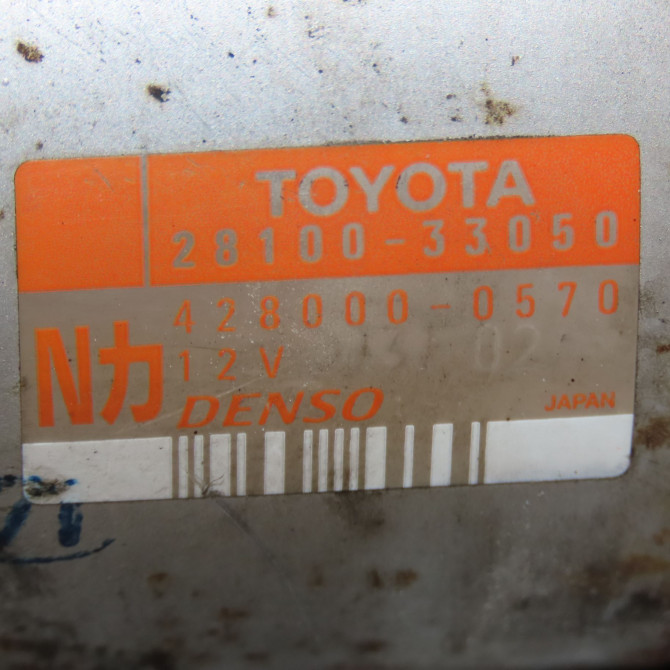 TOYOTA
28100-33050
428000-0570
Nカ
12V
DENSO
JAPAN